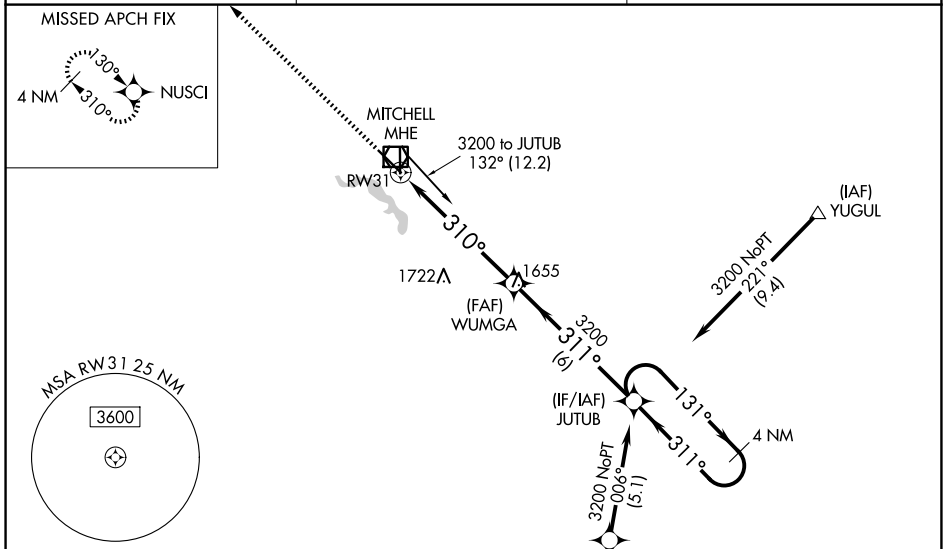 MISSED APCH FIX
130°
4 NM
310°
NUSCI
MITCHELL
MHE
3200 to JUTUB
132° (12.2)
RW31
(IAF)
YUGUL
310°
3200 NoPT
221°
(9.4)
1722
1655
(FAF)
WUMGA
3200
311°
(6)
MSA RW31 25 NM
3600
(IF/IAF)
JUTUB
131°
4 NM
311°
3200 NoPT
006°
(5.1)